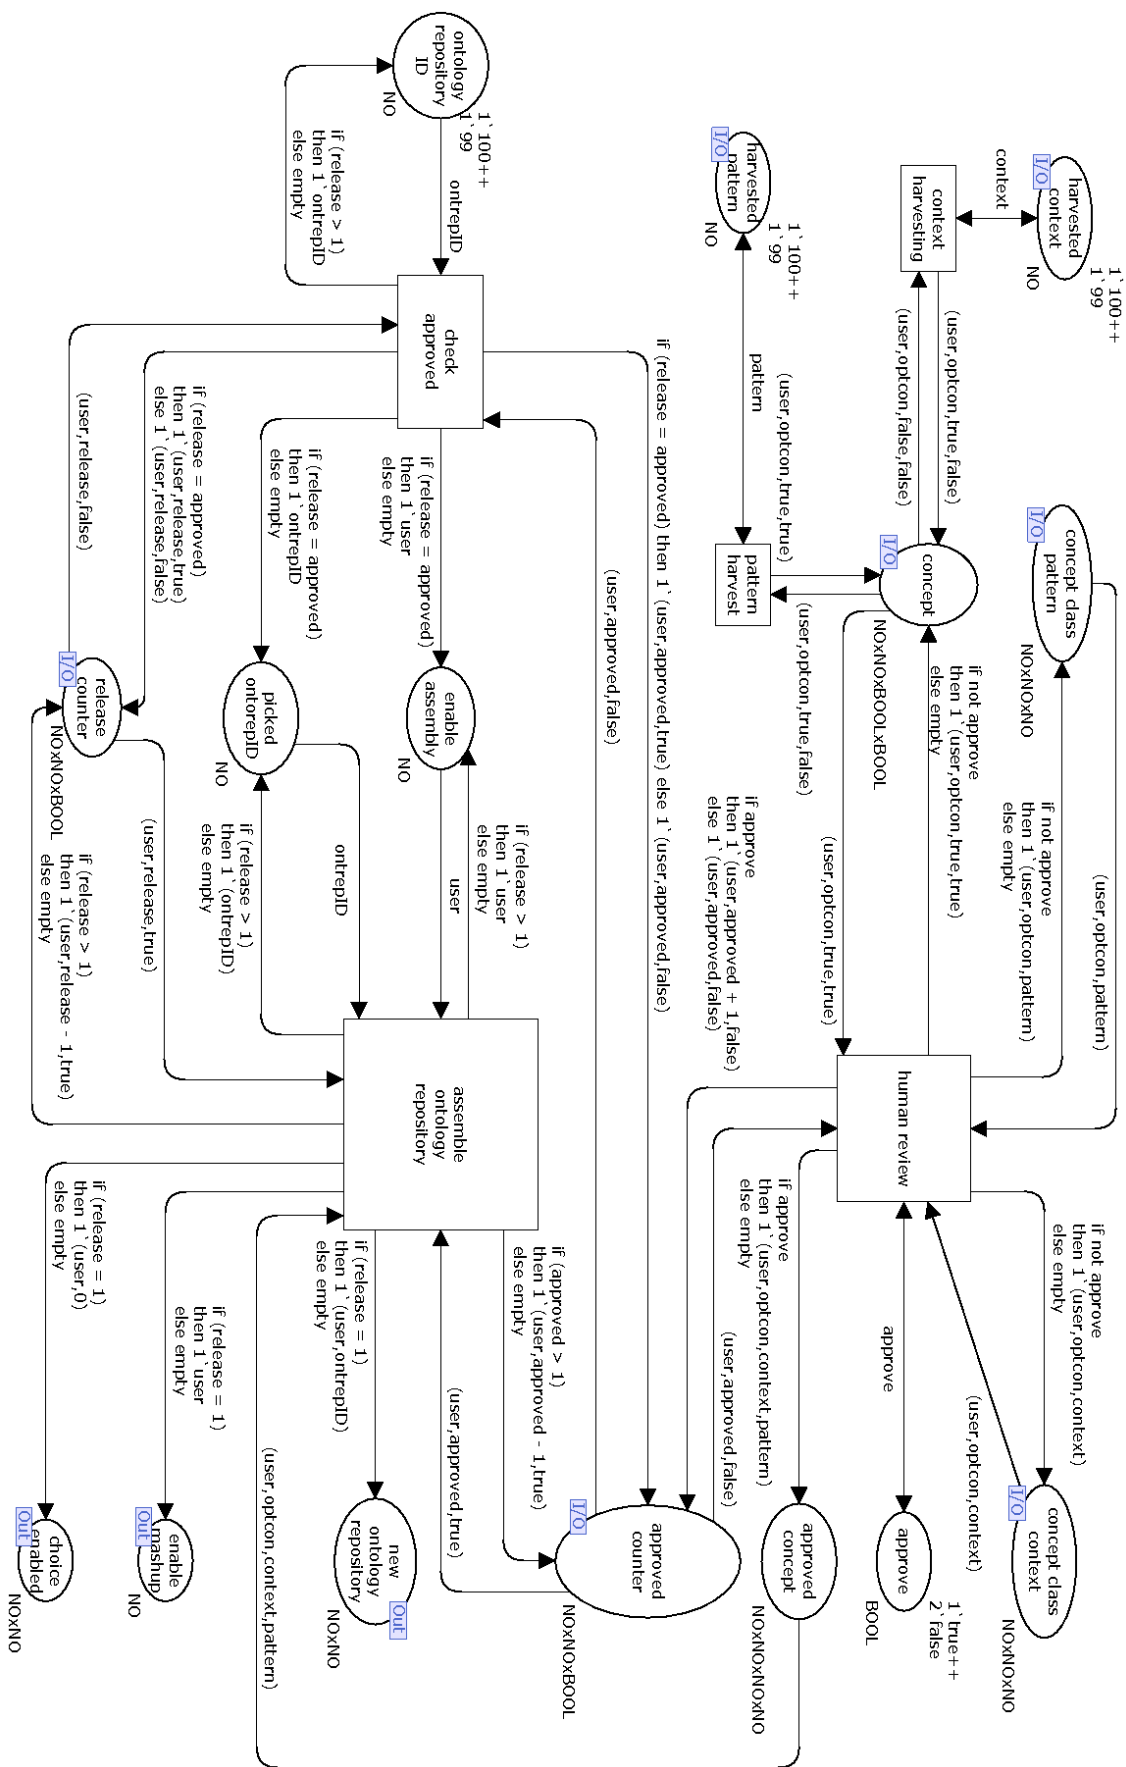 harvested
context
I/O
1`100++
1`99
NO
context
context
harvesting
(user,optcon,true,false)
(user,optcon,false,false)
harvested
pattern
I/O
1`100++
1`99
NO
pattern
(user,optcon,true,true)
pattern
harvest
(user,optcon,true,false)
concept
I/O
NOxNOxBOOLxBOOL
concept class
pattern
I/O
NOxNOxNO
(user,optcon,pattern)
if not approve
then 1`(user,optcon,pattern)
else empty
if not approve
then 1`(user,optcon,true,true)
else empty
(user,optcon,true,true)
human review
if not approve
then 1`(user,optcon,context)
else empty
(user,optcon,context)
concept class
context
I/O
NOxNOxNO
approve
approve
1`true++
2`false
BOOL
if approve
then 1`(user,optcon,context,pattern)
else empty
approved
concept
NOxNOxNOxNO
if approve
then 1`(user,approved + 1,false)
else 1`(user,approved,false)
(user,approved,false)
approved
counter
I/O
NOxNOxBOOL
if (release = approved) then 1`(user,approved,true) else 1`(user,approved,false)
(user,approved,false)
ontology
repository
ID
1`100++
1`99
NO
ontrepID
if (release > 1)
then 1`ontrepID
else empty
check
approved
if (release = approved)
then 1`user
else empty
enable
assembly
NO
if (release > 1)
then 1`user
else empty
user
if (release = approved)
then 1`ontrepID
else empty
picked
ontorepID
NO
ontrepID
if (release > 1)
then 1`(ontrepID)
else empty
if (release = approved)
then 1`(user,release,true)
else 1`(user,release,false)
(user,release,false)
release
counter
I/O
NOxNOxBOOL
(user,release,true)
if (release > 1)
then 1`(user,release - 1,true)
else empty
assemble
ontology
repository
if (approved > 1)
then 1`(user,approved - 1,true)
else empty
(user,approved,true)
if (release = 1)
then 1`(user,ontrepID)
else empty
new
ontology
repository
Out
NOxNO
(user,optcon,context,pattern)
if (release = 1)
then 1`user
else empty
enable
mashup
Out
NO
if (release = 1)
then 1`(user,0)
else empty
choice
enabled
Out
NOxNO